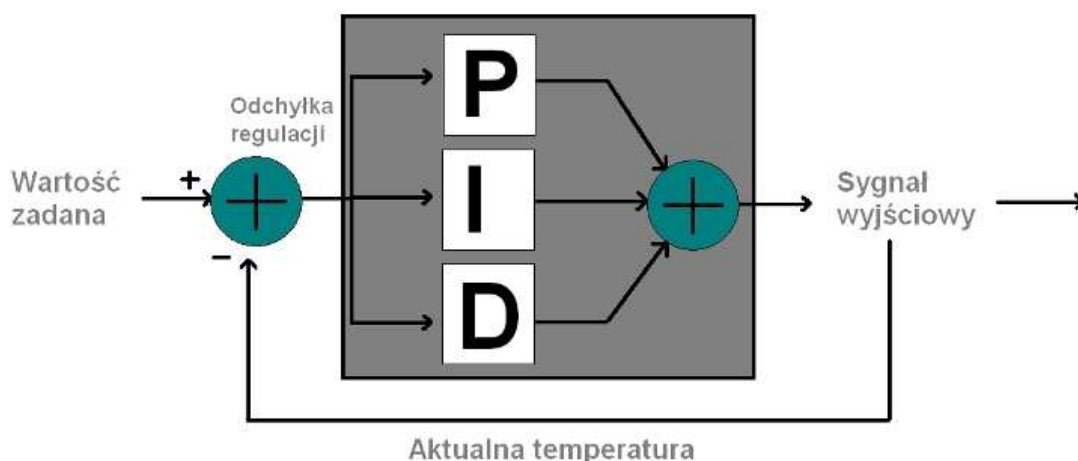 Odchyłka
regulacji
Wartość
zadana
+
-
P
I
D
Sygnał
wyjściowy
Aktualna temperatura